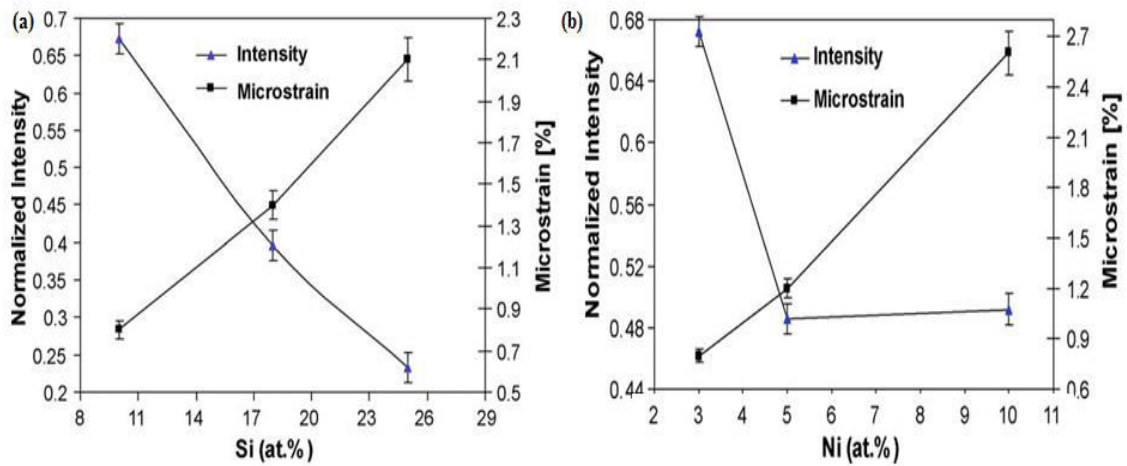 (a)
0.7
0.65
0.6
0.55
0.5
0.45
0.4
0.35
0.3
0.25
0.2
Normalized Intensity
Intensity
Microstrain
2.3
2.1
1.9
1.7
1.5
1.3
1.1
0.9
0.7
0.5
Microstrain [%]
8 11 14 17 20 23 26 29
Si (at.%)
(b)
0.68
0.64
0.6
0.56
0.52
0.48
0.44
Normalized Intensity
Intensity
Microstrain
2.7
2.4
2.1
1.8
1.5
1.2
0.9
0.6
Microstrain [%]
2 3 4 5 6 7 8 9 10 11
Ni (at.%)